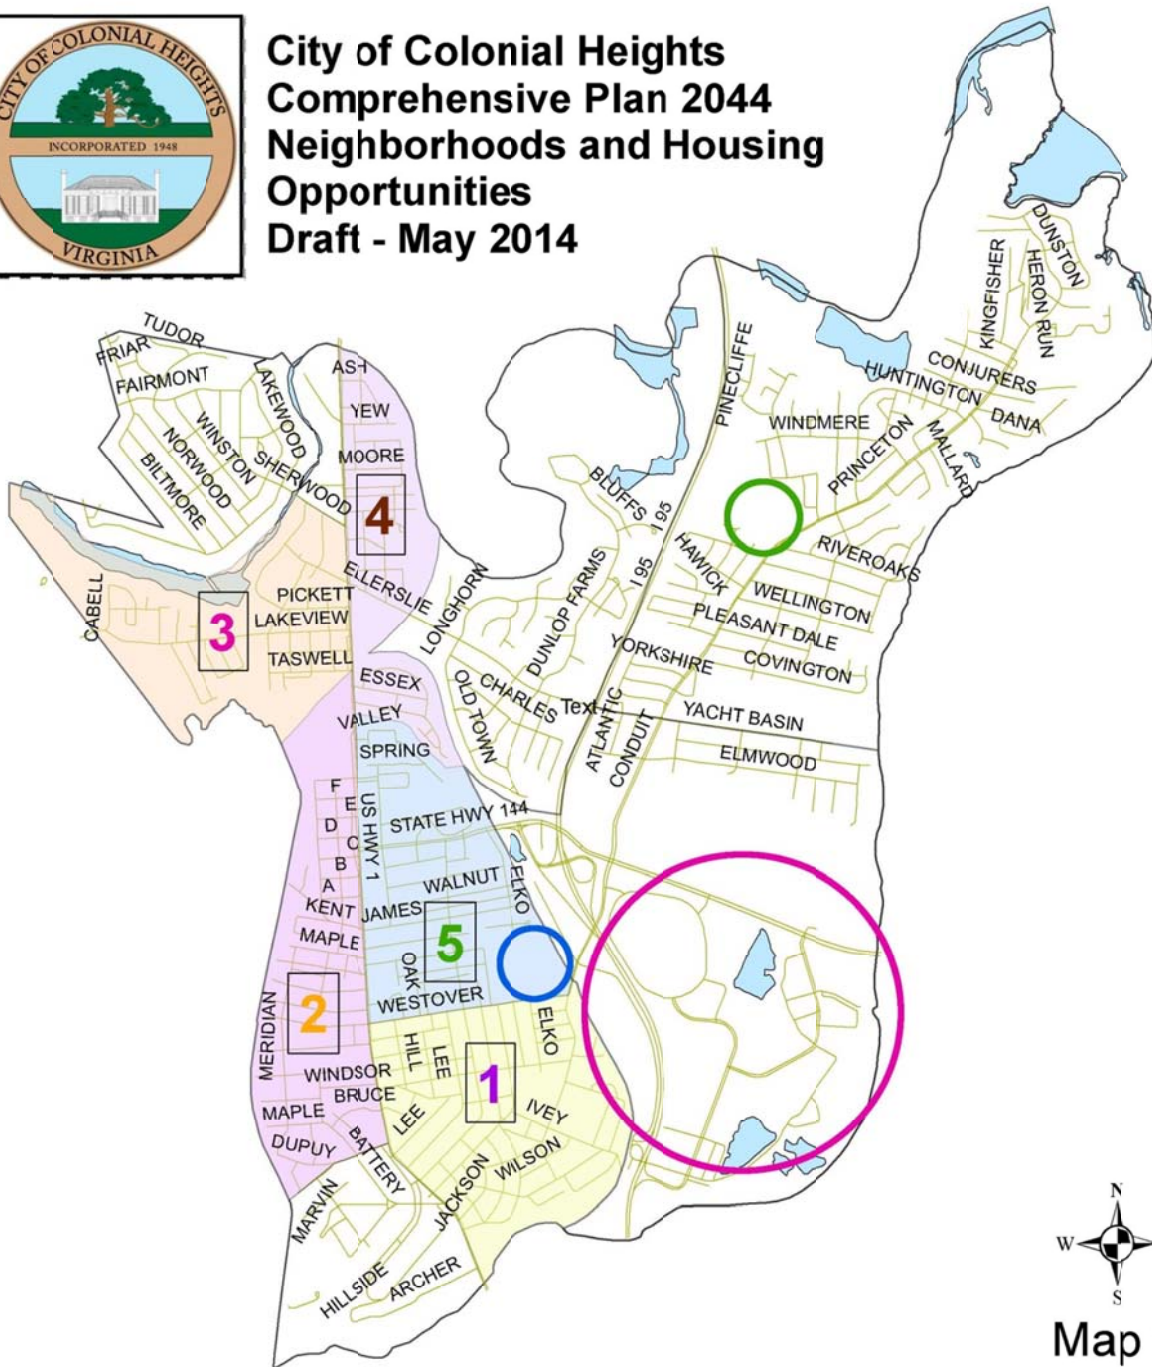 CITY OF COLONIAL HEIGHTS
INCORPORATED 1948
VIRGINIA
City of Colonial Heights
Comprehensive Plan 2044
Neighborhoods and Housing
Opportunities
Draft - May 2014
TUDOR
FRIAR
FAIRMONT
LAKEWOOD
WINSTON
NORWOOD
BILTMORE
SHERWOOD
ASH
YEW
MOORE
4
ELLERSLIE
PICKETT
LAKEVIEW
TASWELL
CABELL
3
LONGHORN
ESSEX
VALLEY
SPRING
OLD TOWN
CHARLES
DUNLOP FARMS
BLUFFS
I 95
I 95
Text
PINECLIFFE
WINDMERE
PRINCETON
HUNTINGTON
CONJURERS
DANA
MALLARD
KINGFISHER
HERON RUN
DUNSTON
RIVEROAKS
HAWICK
WELLINGTON
PLEASANT DALE
COVINGTON
YORKSHIRE
YACHT BASIN
ELMWOOD
ATLANTIC
CONDUIT
F
E
D
C
B
A
US HWY 1
STATE HWY 144
WALNUT
ELKO
KENT
JAMES
MAPLE
5
OAK
WESTOVER
2
MERIDIAN
WINDSOR
BRUCE
MAPLE
DUPUY
BATTERY
HILL
LEE
LEE
1
ELKO
IVEY
WILSON
JACKSON
MARVIN
HILLSIDE
ARCHER
N
W
S
Map